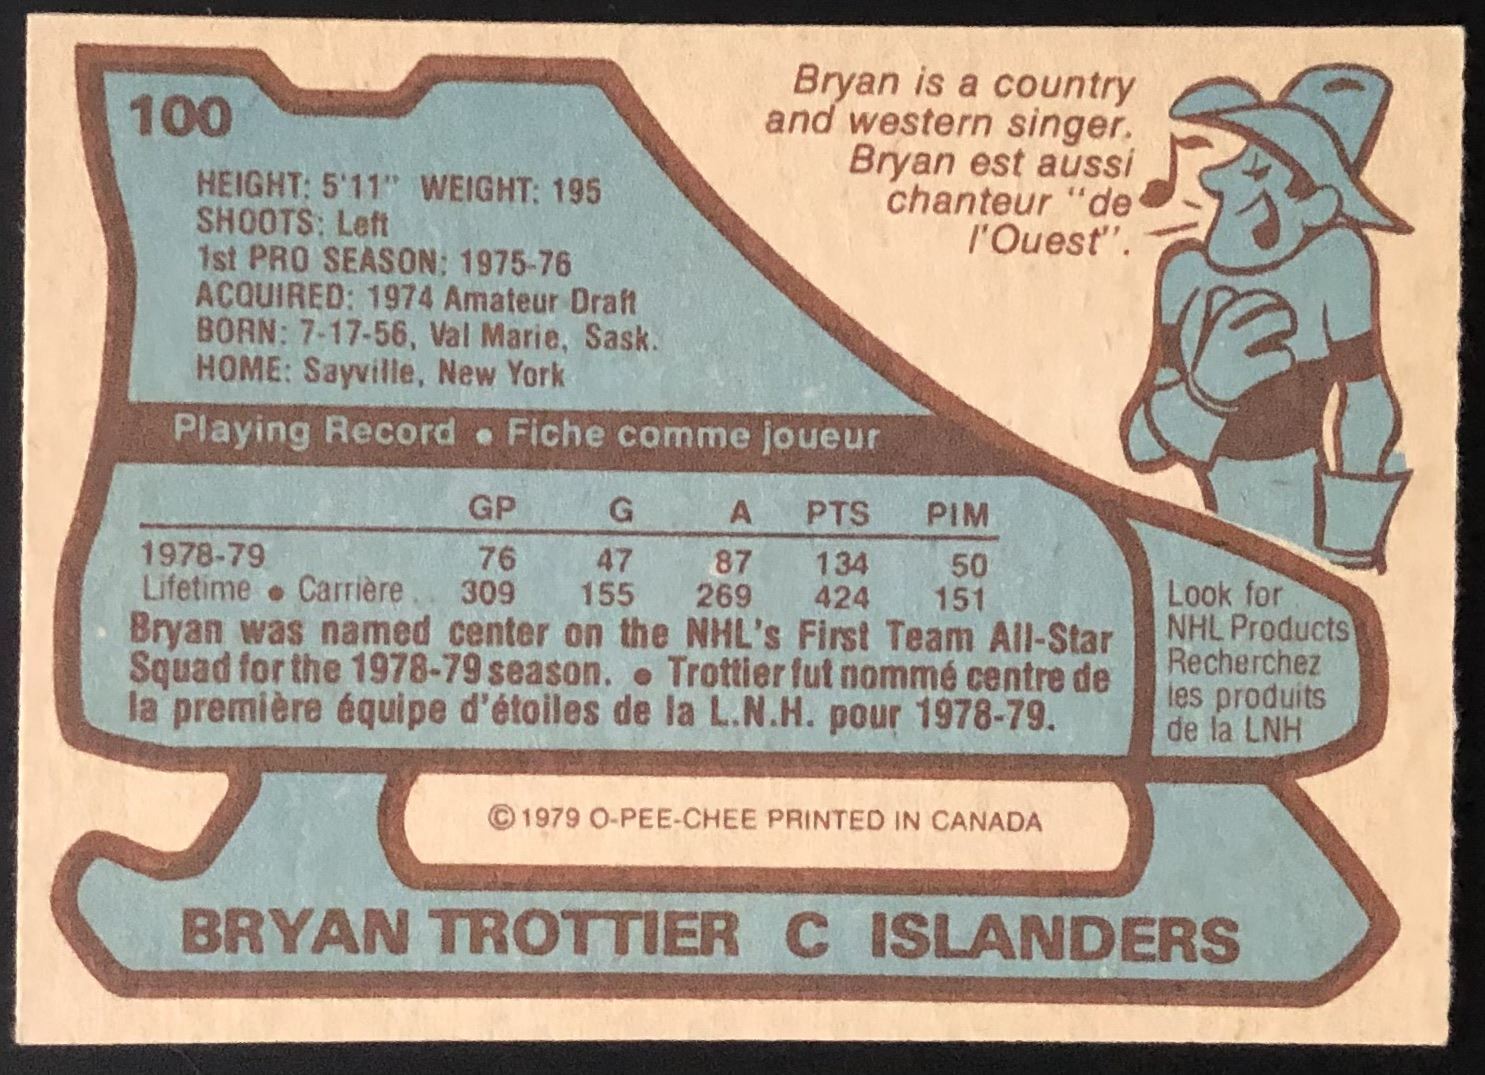 100
HEIGHT: 5'11" WEIGHT: 195
SHOOTS: Left
1st PRO SEASON: 1975-76
ACQUIRED: 1974 Amateur Draft
BORN: 7-17-56, Val Marie, Sask.
HOME: Sayville, New York
Bryan is a country
and western singer.
Bryan est aussi
chanteur "de
l'Ouest".
Playing Record • Fiche comme joueur
GP G A PTS PIM
1978-79 76 47 87 134 50
Lifetime • Carrière 309 155 269 424 151
Bryan was named center on the NHL's First Team All-Star
Squad for the 1978-79 season. • Trottier fut nommé centre de
la première équipe d'étoiles de la L.N.H. pour 1978-79.
Look for
NHL Products
Recherchez
les produits
de la LNH
© 1979 O-PEE-CHEE PRINTED IN CANADA
BRYAN TROTTIER C ISLANDERS